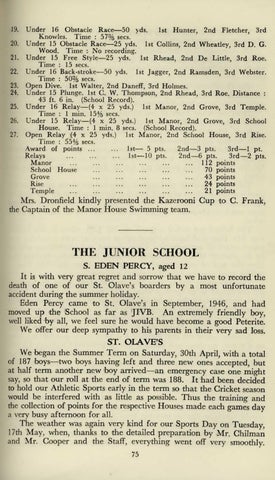 19. Under 16 Obstacle Race—50 yds. 1st Hunter, 2nd Fletcher, 3rd
Knowles. Time : 57⅗ secs.
20. Under 15 Obstacle Race—25 yds. 1st Collins, 2nd Wheatley, 3rd D. G.
Wood. Time : No recording.
21. Under 15 Free Style—25 yds. 1st Rhead, 2nd De Little, 3rd Roe.
Time : 15 secs.
22. Under 16 Back-stroke—50 yds. 1st Jagger, 2nd Ramsden, 3rd Webster.
Time : 50⅗ secs.
23. Open Dive. 1st Walter, 2nd Daneff, 3rd Holmes.
24. Under 15 Plunge. 1st C. W. Thompson, 2nd Rhead, 3rd Roe. Distance :
43 ft. 6 in. (School Record).
25. Under 16 Relay—(4 x 25 yds.) 1st Manor, 2nd Grove, 3rd Temple.
Time : 1 min. 15⅗ secs.
26. Under 15 Relay—(4 x 25 yds.) 1st Manor, 2nd Grove, 3rd School
House. Time : 1 min. 8 secs. (School Record).
27. Open Relay (4 x 25 yds.) 1st Manor, 2nd School House, 3rd Rise.
Time : 55⅗ secs.
Award of points ... ... 1st— 5 pts. 2nd—3 pts. 3rd—1 pt.
Relays ... ... ... 1st—10 pts. 2nd—6 pts. 3rd—2 pts.
Manor ... ... ... ... ... 112 points
School House ... ... ... ... 70 points
Grove ... ... ... ... ... 43 points
Rise ... ... ... ... ... 24 points
Temple ... ... ... ... ... 21 points
Mrs. Dronfield kindly presented the Kazerooni Cup to C. Frank,
the Captain of the Manor House Swimming team.
THE JUNIOR SCHOOL
S. EDEN PERCY, aged 12
It is with very great regret and sorrow that we have to record the
death of one of our St. Olave's boarders by a most unfortunate
accident during the summer holiday.
Eden Percy came to St. Olave's in September, 1946, and had
moved up the School as far as JIVB. An extremely friendly boy,
well liked by all, we feel sure he would have become a good Peterite.
We offer our deep sympathy to his parents in their very sad loss.
ST. OLAVE'S
We began the Summer Term on Saturday, 30th April, with a total
of 187 boys—two boys having left and three new ones accepted, but
at half term another new boy arrived—an emergency case one might
say, so that our roll at the end of term was 188. It had been decided
to hold our Athletic Sports early in the term so that the Cricket season
would be interfered with as little as possible. Thus the training and
the collection of points for the respective Houses made each games day
a very busy afternoon for all.
The weather was again very kind for our Sports Day on Tuesday,
17th May, when, thanks to the detailed preparation by Mr. Chilman
and Mr. Cooper and the Staff, everything went off very smoothly.
75